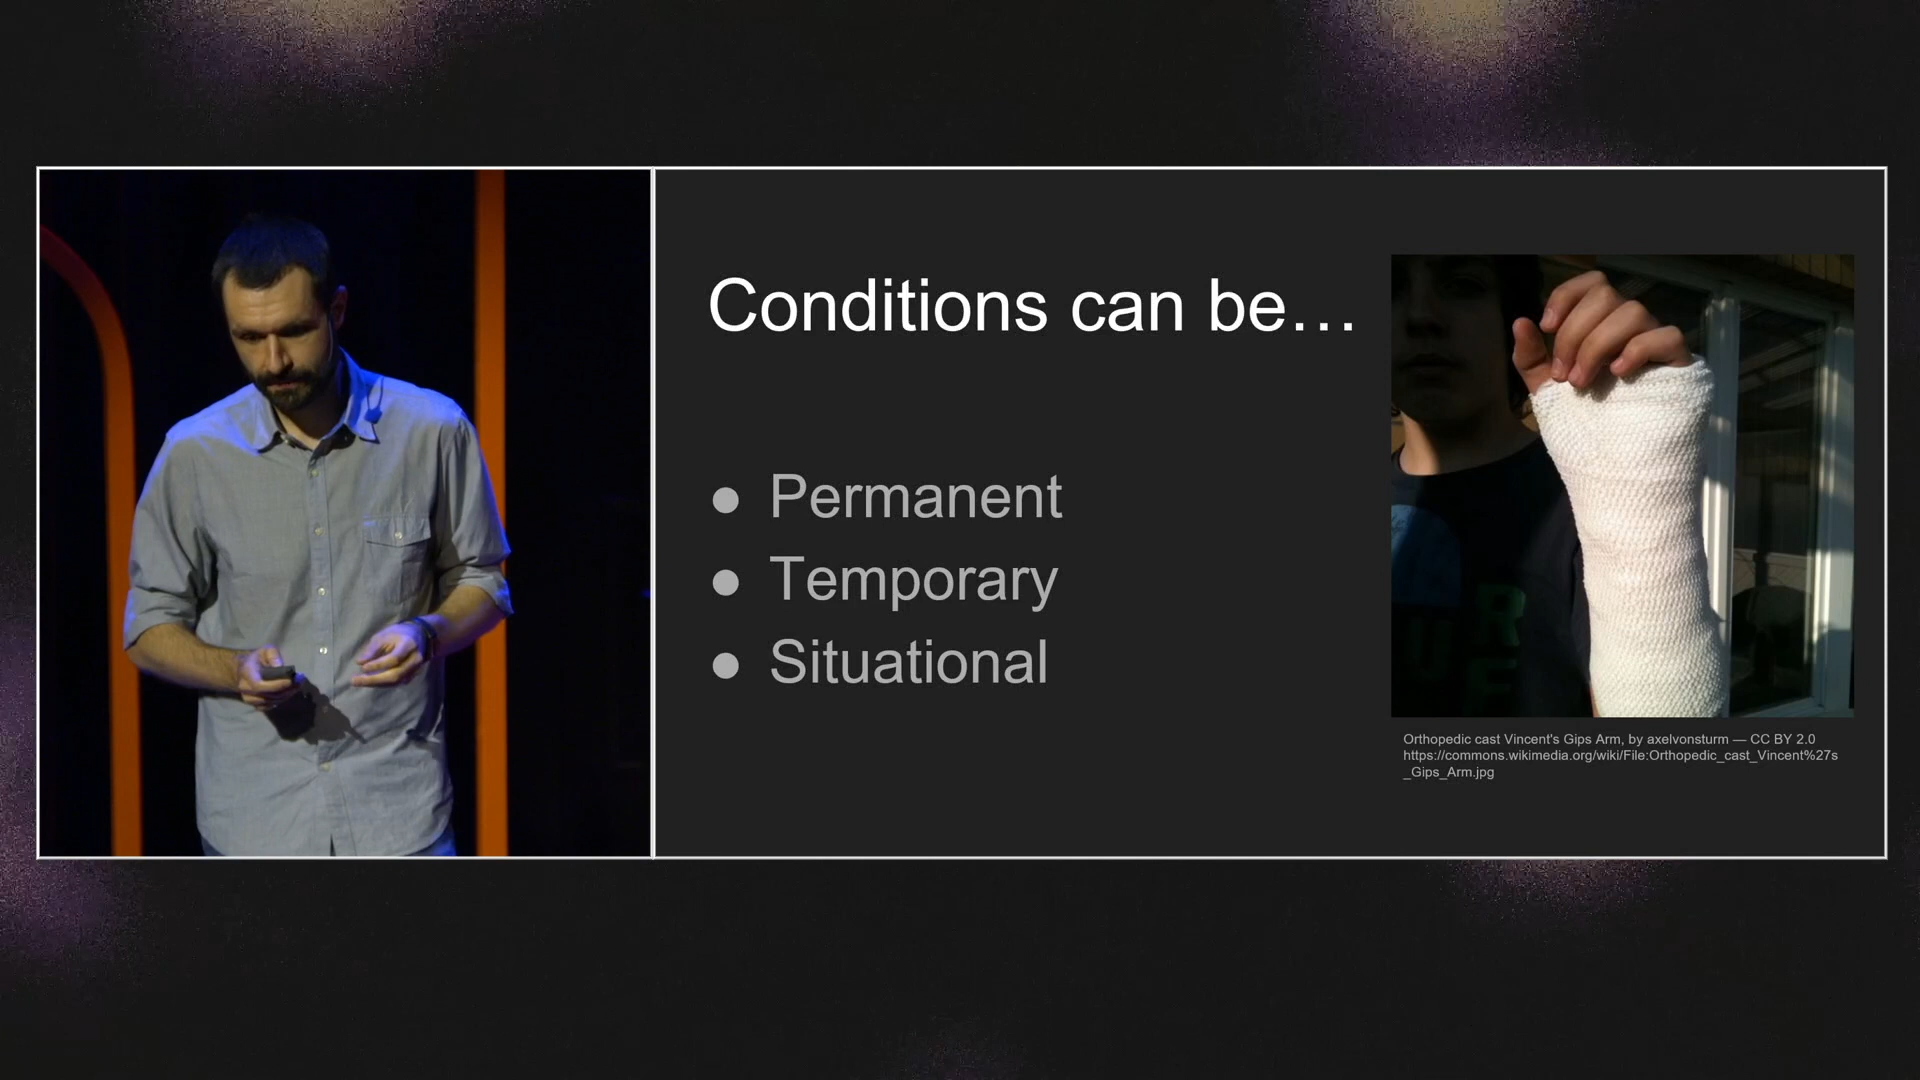 Conditions can be…
● Permanent
● Temporary
● Situational
Orthopedic cast Vincent's Gips Arm, by axelvonsturm — CC BY 2.0
https://commons.wikimedia.org/wiki/File:Orthopedic_cast_Vincent%27s
_Gips_Arm.jpg